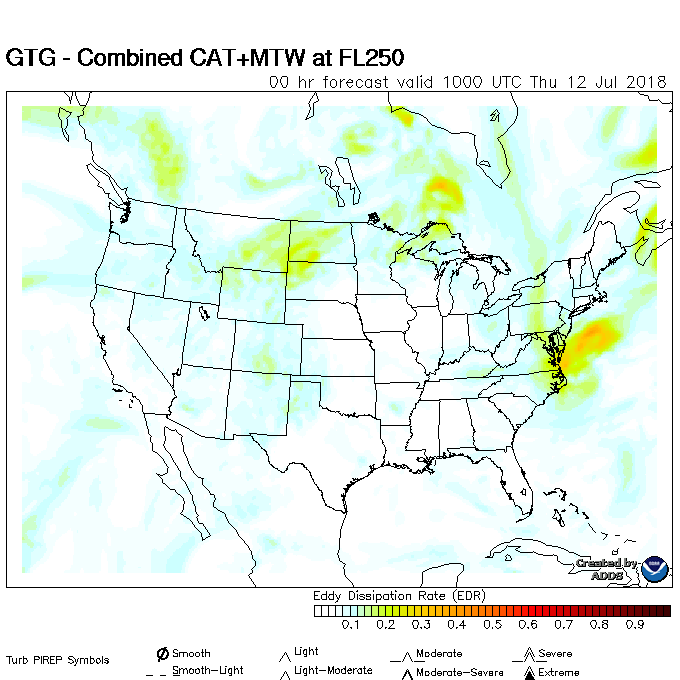 GTG - Combined CAT+MTW at FL250
00 hr forecast valid 1000 UTC Thu 12 Jul 2018
Created by
ADDS
Eddy Dissipation Rate (EDR)
0.1 0.2 0.3 0.4 0.5 0.6 0.7 0.8 0.9
Turb PIREP Symbols
Smooth Light Moderate Severe
Smooth-Light Light-Moderate Moderate-Severe Extreme